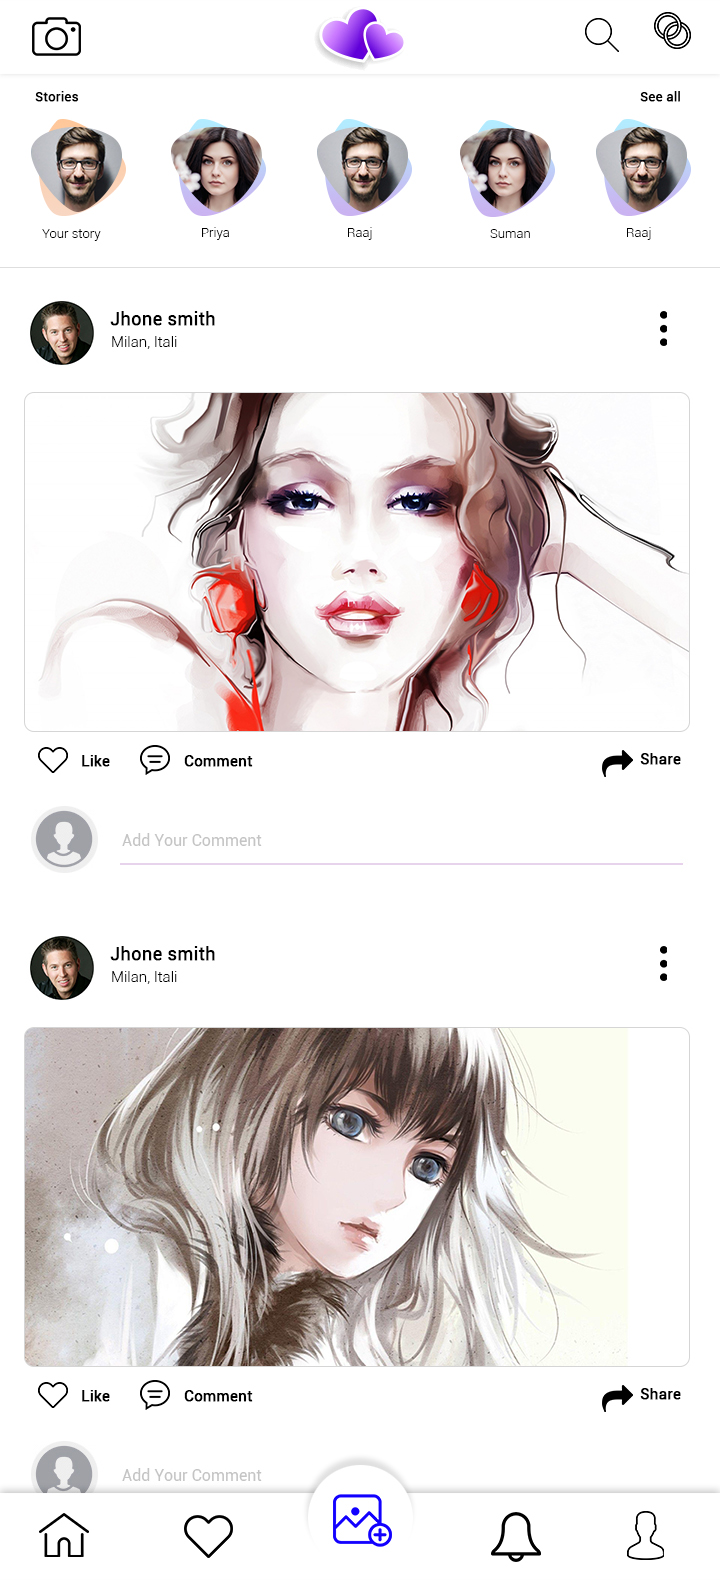 Stories
See all
Your story
Priya
Raaj
Suman
Raaj
Jhone smith
Milan, Itali
Like
Comment
Share
Add Your Comment
Jhone smith
Milan, Itali
Like
Comment
Share
Add Your Comment